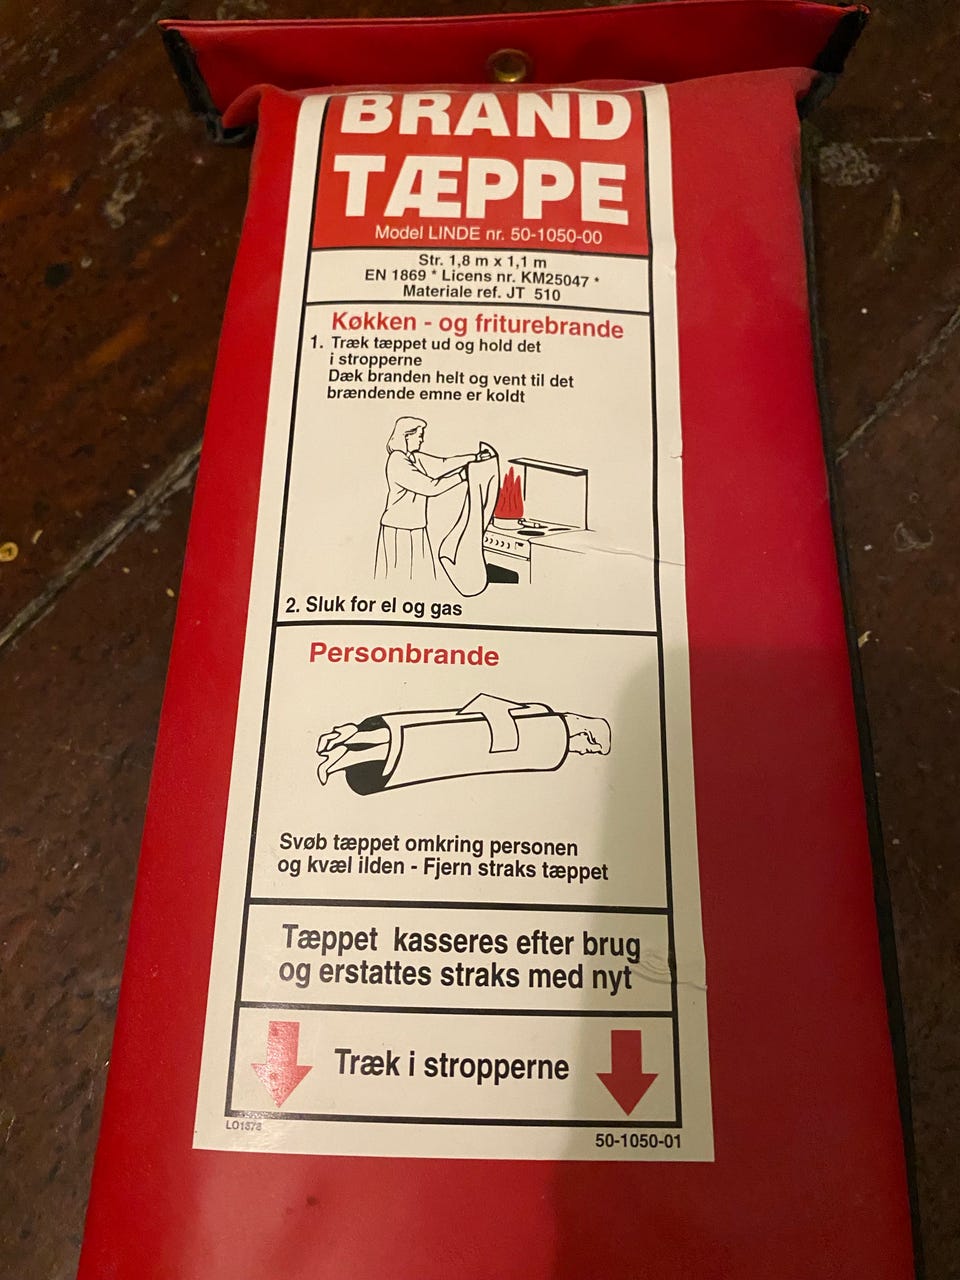 BRAND
TÆPPE
Model LINDE nr. 50-1050-00
Str. 1,8 m x 1,1 m
EN 1869 * Licens nr. KM25047 *
Materiale ref. JT 510
Køkken - og friturebrande
1. Træk tæppet ud og hold det
i stropperne
Dæk branden helt og vent til det
brændende emne er koldt
2. Sluk for el og gas
Personbrande
Svøb tæppet omkring personen
og kvæl ilden - Fjern straks tæppet
Tæppet kasseres efter brug
og erstattes straks med nyt
Træk i stropperne
50-1050-01